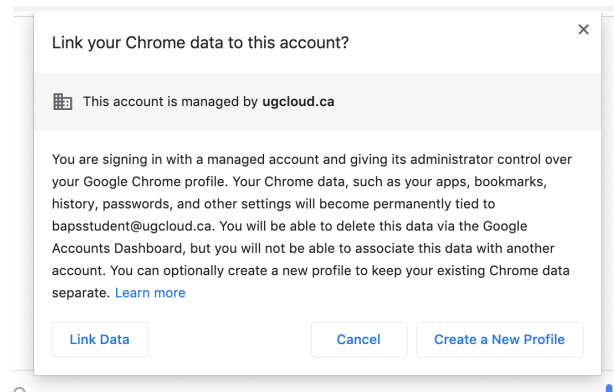 Link your Chrome data to this account?
This account is managed by ugcloud.ca
You are signing in with a managed account and giving its administrator control over
your Google Chrome profile. Your Chrome data, such as your apps, bookmarks,
history, passwords, and other settings will become permanently tied to
bapsstudent@ugcloud.ca. You will be able to delete this data via the Google
Accounts Dashboard, but you will not be able to associate this data with another
account. You can optionally create a new profile to keep your existing Chrome data
separate. Learn more
Link Data Cancel Create a New Profile